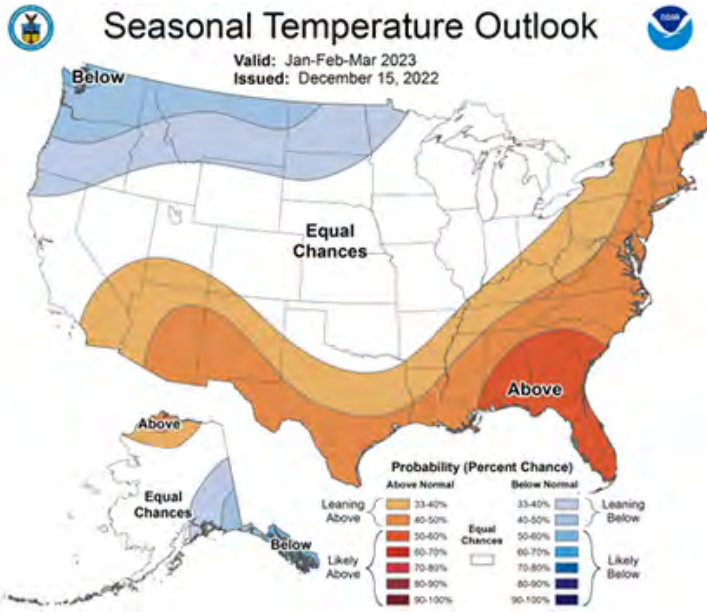 Seasonal Temperature Outlook
NOAA
Valid: Jan-Feb-Mar 2023
Issued: December 15, 2022
Below
Equal
Chances
Above
Above
Equal
Chances
Below
Probability (Percent Chance)
Above Normal
Below Normal
Leaning
Above
33-40%
40-50%
50-60%
Likely
Above
60-70%
70-80%
80-90%
90-100%
Equal
Chances
33-40%
40-50%
50-60%
60-70%
70-80%
80-90%
90-100%
Leaning
Below
Likely
Below